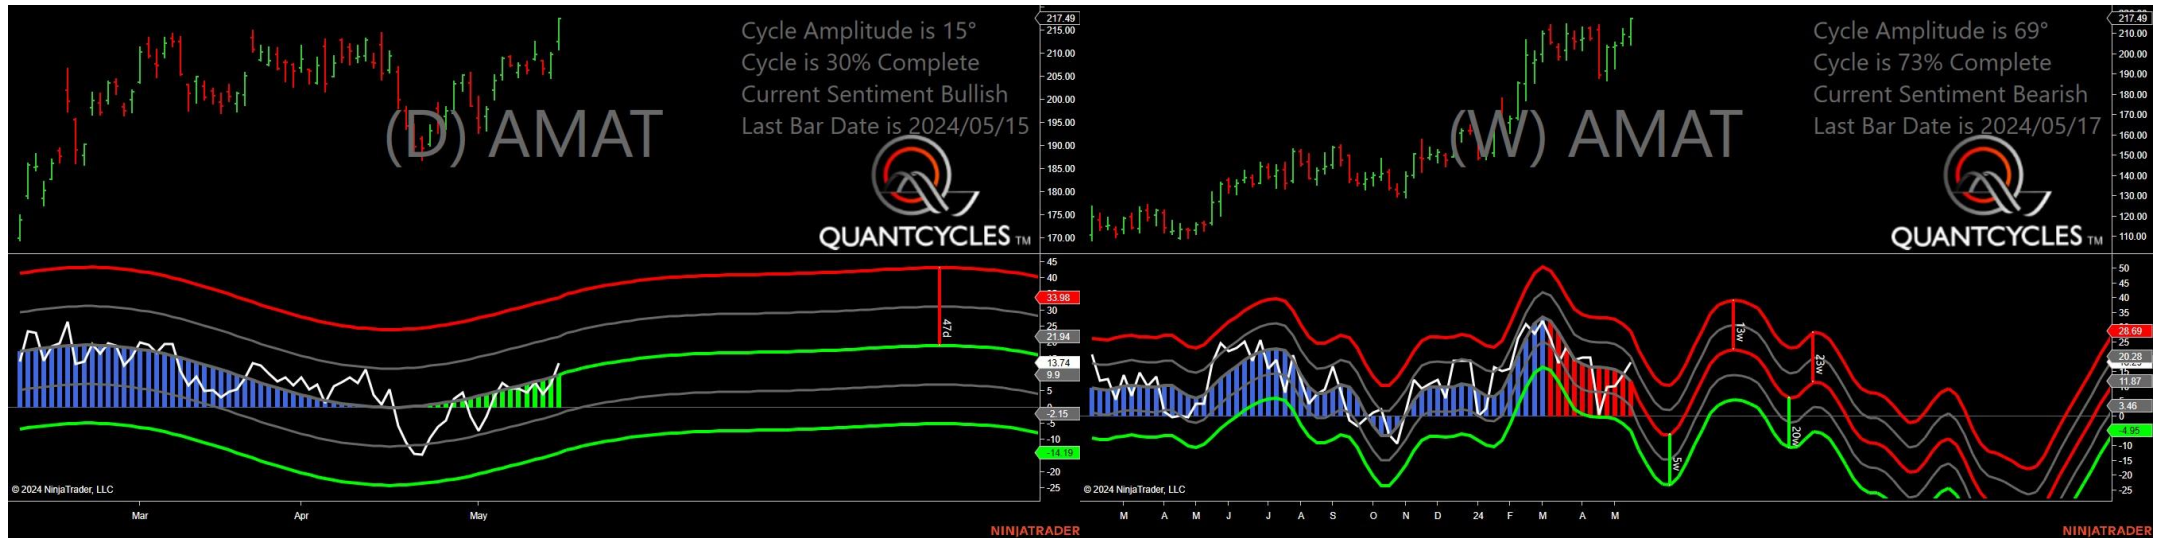 217.49
215.00
210.00
205.00
200.00
195.00
190.00
185.00
180.00
175.00
170.00
Cycle Amplitude is 15°
Cycle is 30% Complete
Current Sentiment Bullish
Last Bar Date is 2024/05/15
(D) AMAT
QUANTCYCLES TM
45
40
33.98
30
25
21.94
13.74
9.9
5
-2.15
-5
-10
-14.19
-20
-25
47d
© 2024 NinjaTrader, LLC
Mar Apr May
NINJATRADER
217.49
210.00
200.00
190.00
180.00
170.00
160.00
150.00
140.00
130.00
120.00
110.00
Cycle Amplitude is 69°
Cycle is 73% Complete
Current Sentiment Bearish
Last Bar Date is 2024/05/17
(W) AMAT
QUANTCYCLES TM
50
45
40
35
28.69
25
20.28
11.87
3.46
0
-4.95
-10
-15
-20
-25
13w
23w
20w
5w
© 2024 NinjaTrader, LLC
M A M J J A S O N D 24 F M A M
NINJATRADER